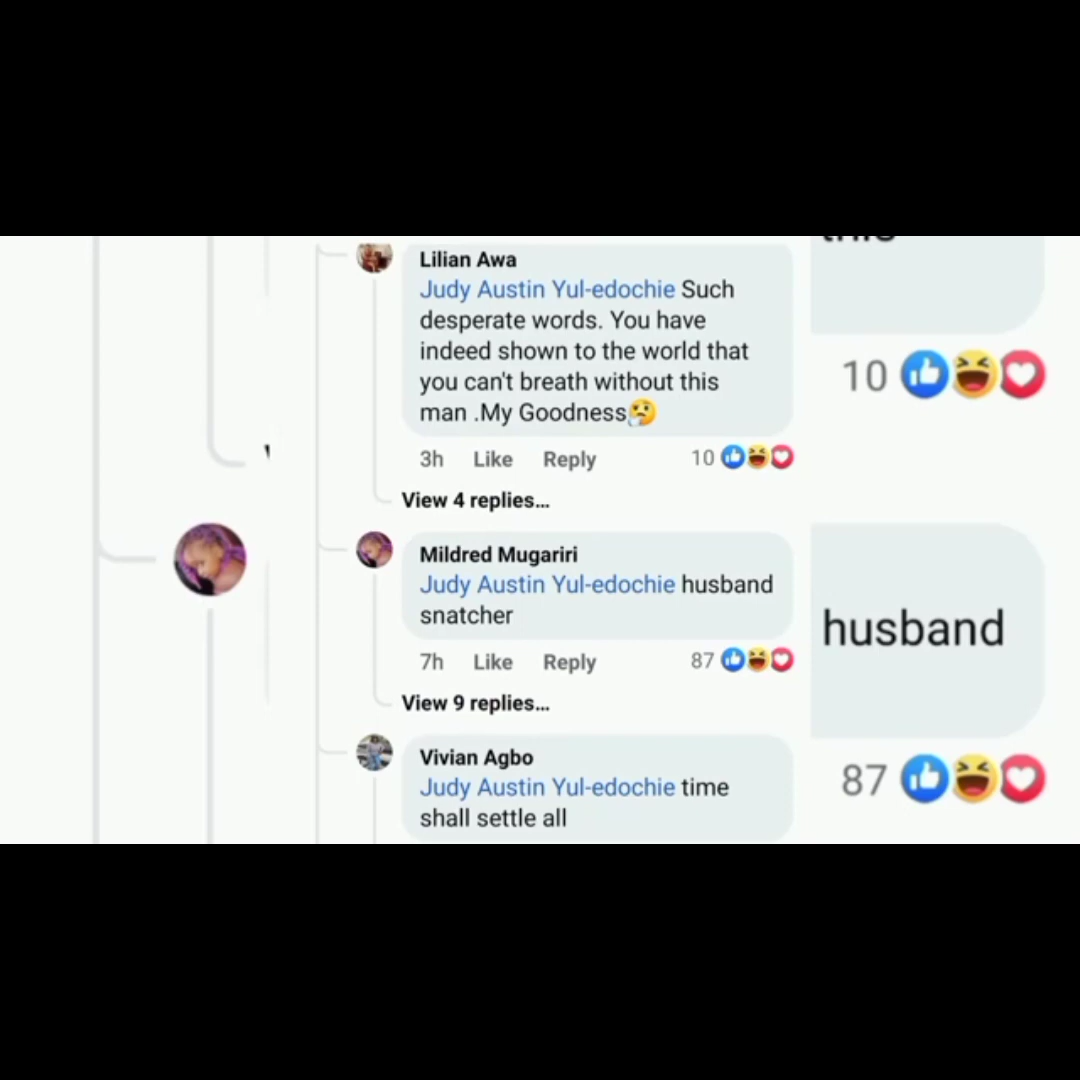 Lilian Awa
Judy Austin Yul-edochie Such
desperate words. You have
indeed shown to the world that
you can't breath without this
man .My Goodness🤔
3h Like Reply 10
View 4 replies...
Mildred Mugariri
Judy Austin Yul-edochie husband
snatcher
7h Like Reply 87
View 9 replies...
Vivian Agbo
Judy Austin Yul-edochie time
shall settle all
this
10
husband
87